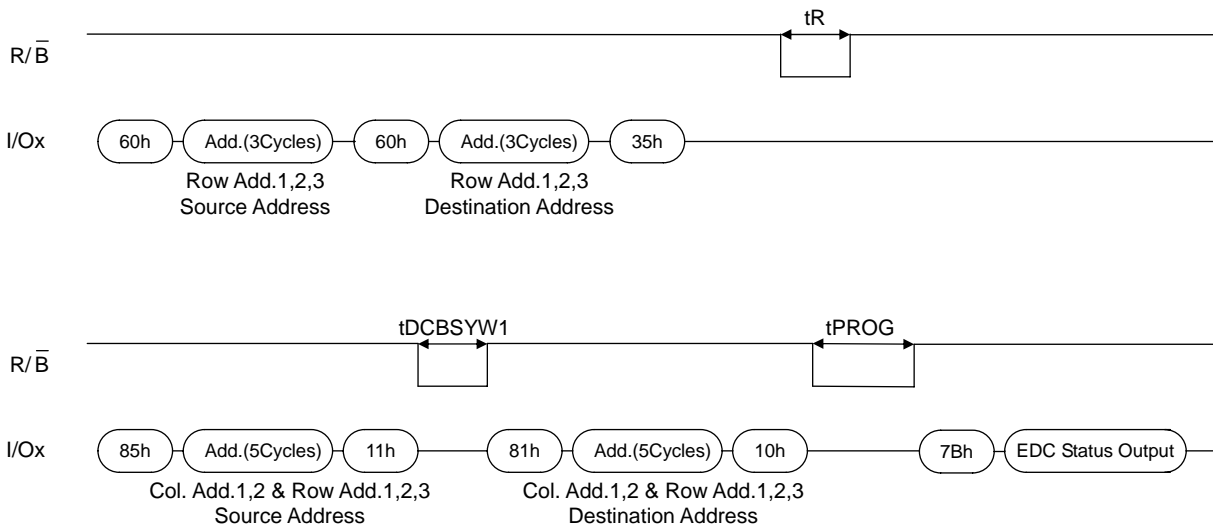 tR
R/B̅
I/Ox
60h
Add.(3Cycles)
60h
Add.(3Cycles)
35h
Row Add.1,2,3
Source Address
Row Add.1,2,3
Destination Address
tDCBSYW1
tPROG
R/B̅
I/Ox
85h
Add.(5Cycles)
11h
81h
Add.(5Cycles)
10h
7Bh
EDC Status Output
Col. Add.1,2 & Row Add.1,2,3
Source Address
Col. Add.1,2 & Row Add.1,2,3
Destination Address